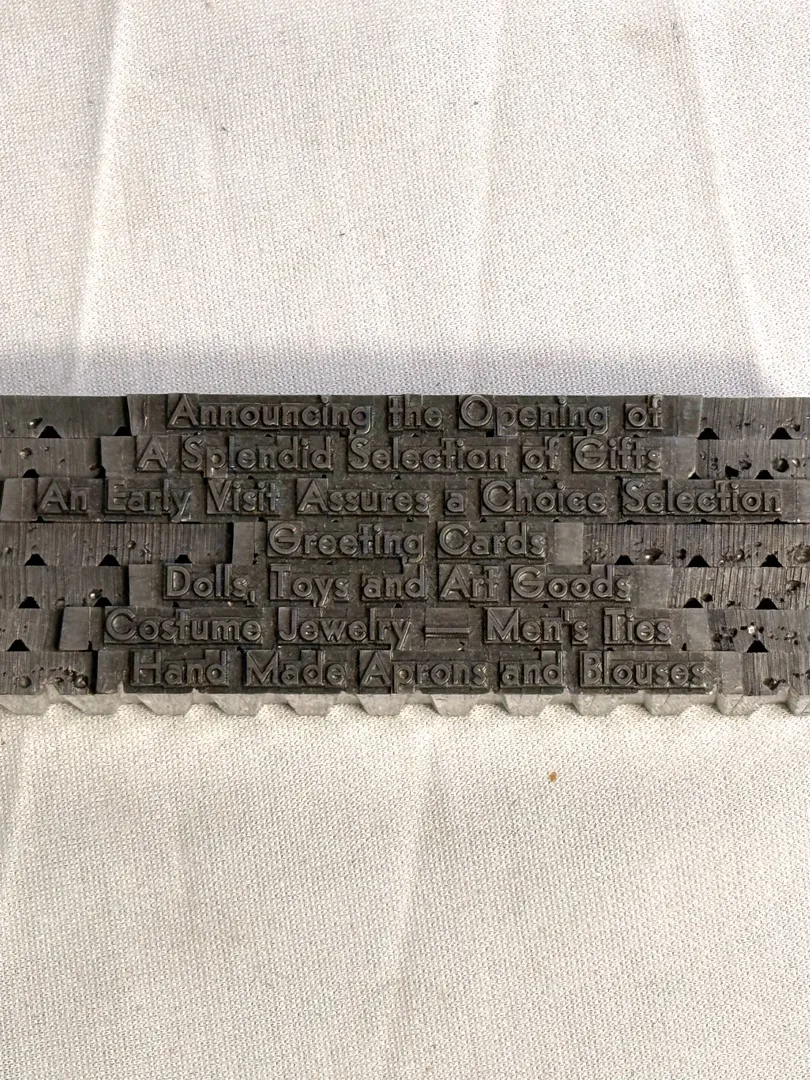 Announcing the Opening of
A Splendid Selection of Gifts
An Early Visit Assures a Choice Selection
Greeting Cards
Dolls, Toys and Art Goods
Costume Jewelry — Men's Ties
Hand Made Aprons and Blouses